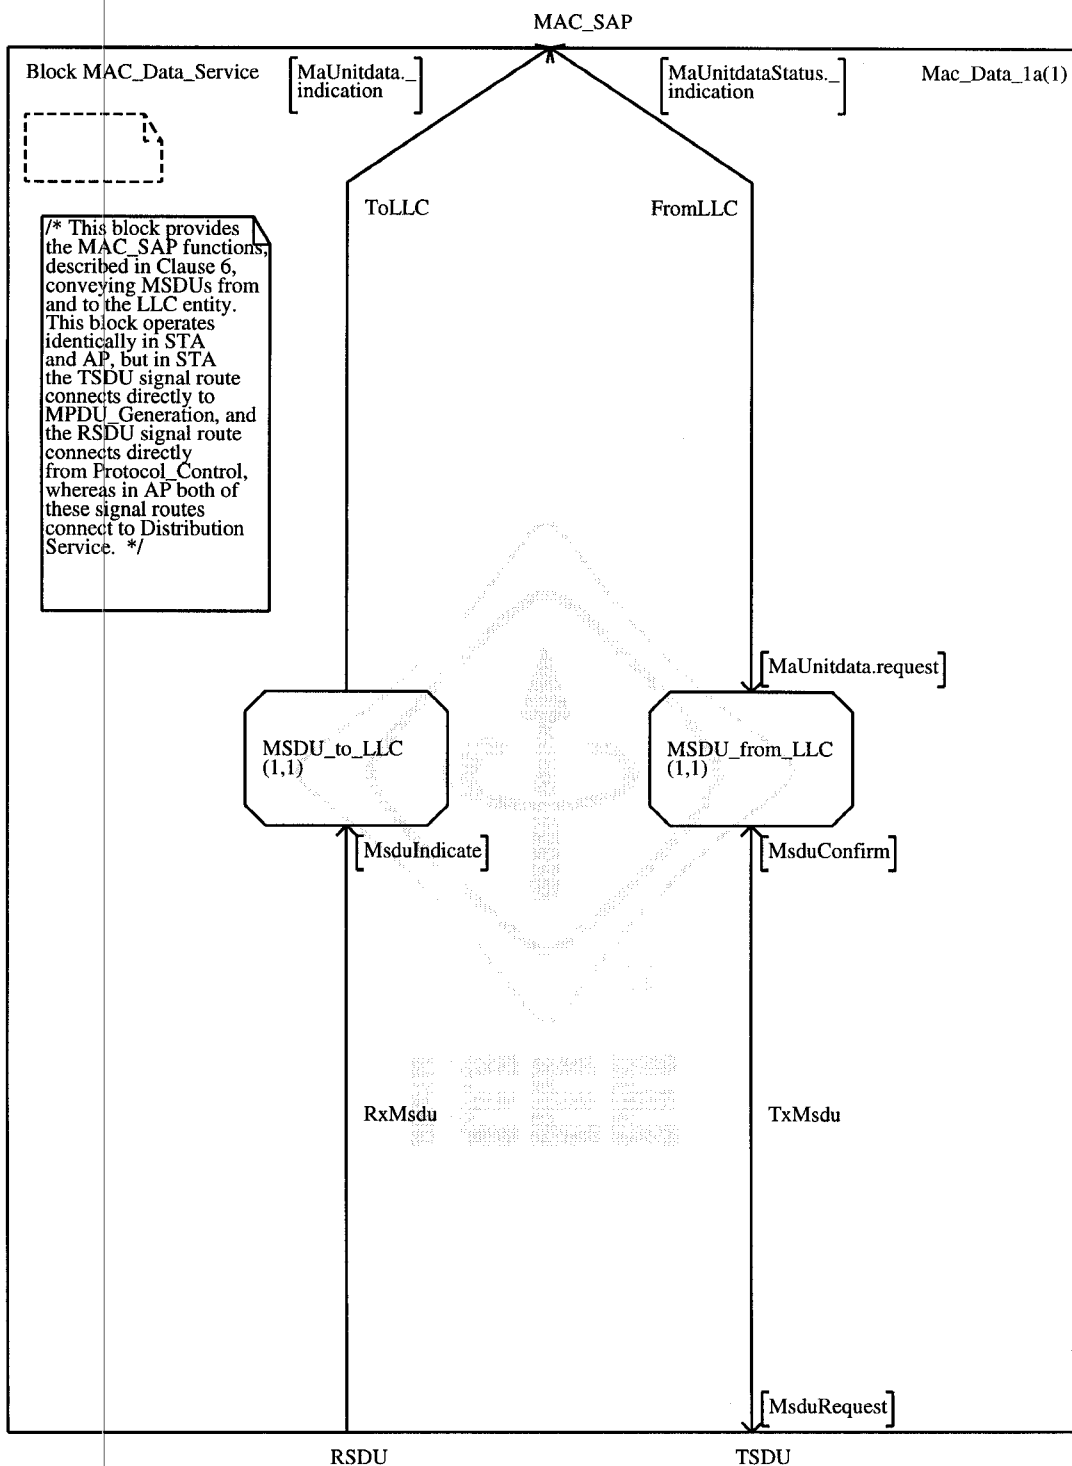 MAC_SAP
Block MAC_Data_Service
MaUnitdata._
indication
MaUnitdataStatus._
indication
Mac_Data_1a(1)
ToLLC
FromLLC
/* This block provides
the MAC_SAP functions,
described in Clause 6,
conveying MSDUs from
and to the LLC entity.
This block operates
identically in STA
and AP, but in STA
the TSDU signal route
connects directly to
MPDU_Generation, and
the RSDU signal route
connects directly
from Protocol_Control,
whereas in AP both of
these signal routes
connect to Distribution
Service. */
MaUnitdata.request
MSDU_to_LLC
(1,1)
MSDU_from_LLC
(1,1)
MsduIndicate
MsduConfirm
IEEE
RxMsdu
TxMsdu
MsduRequest
RSDU
TSDU